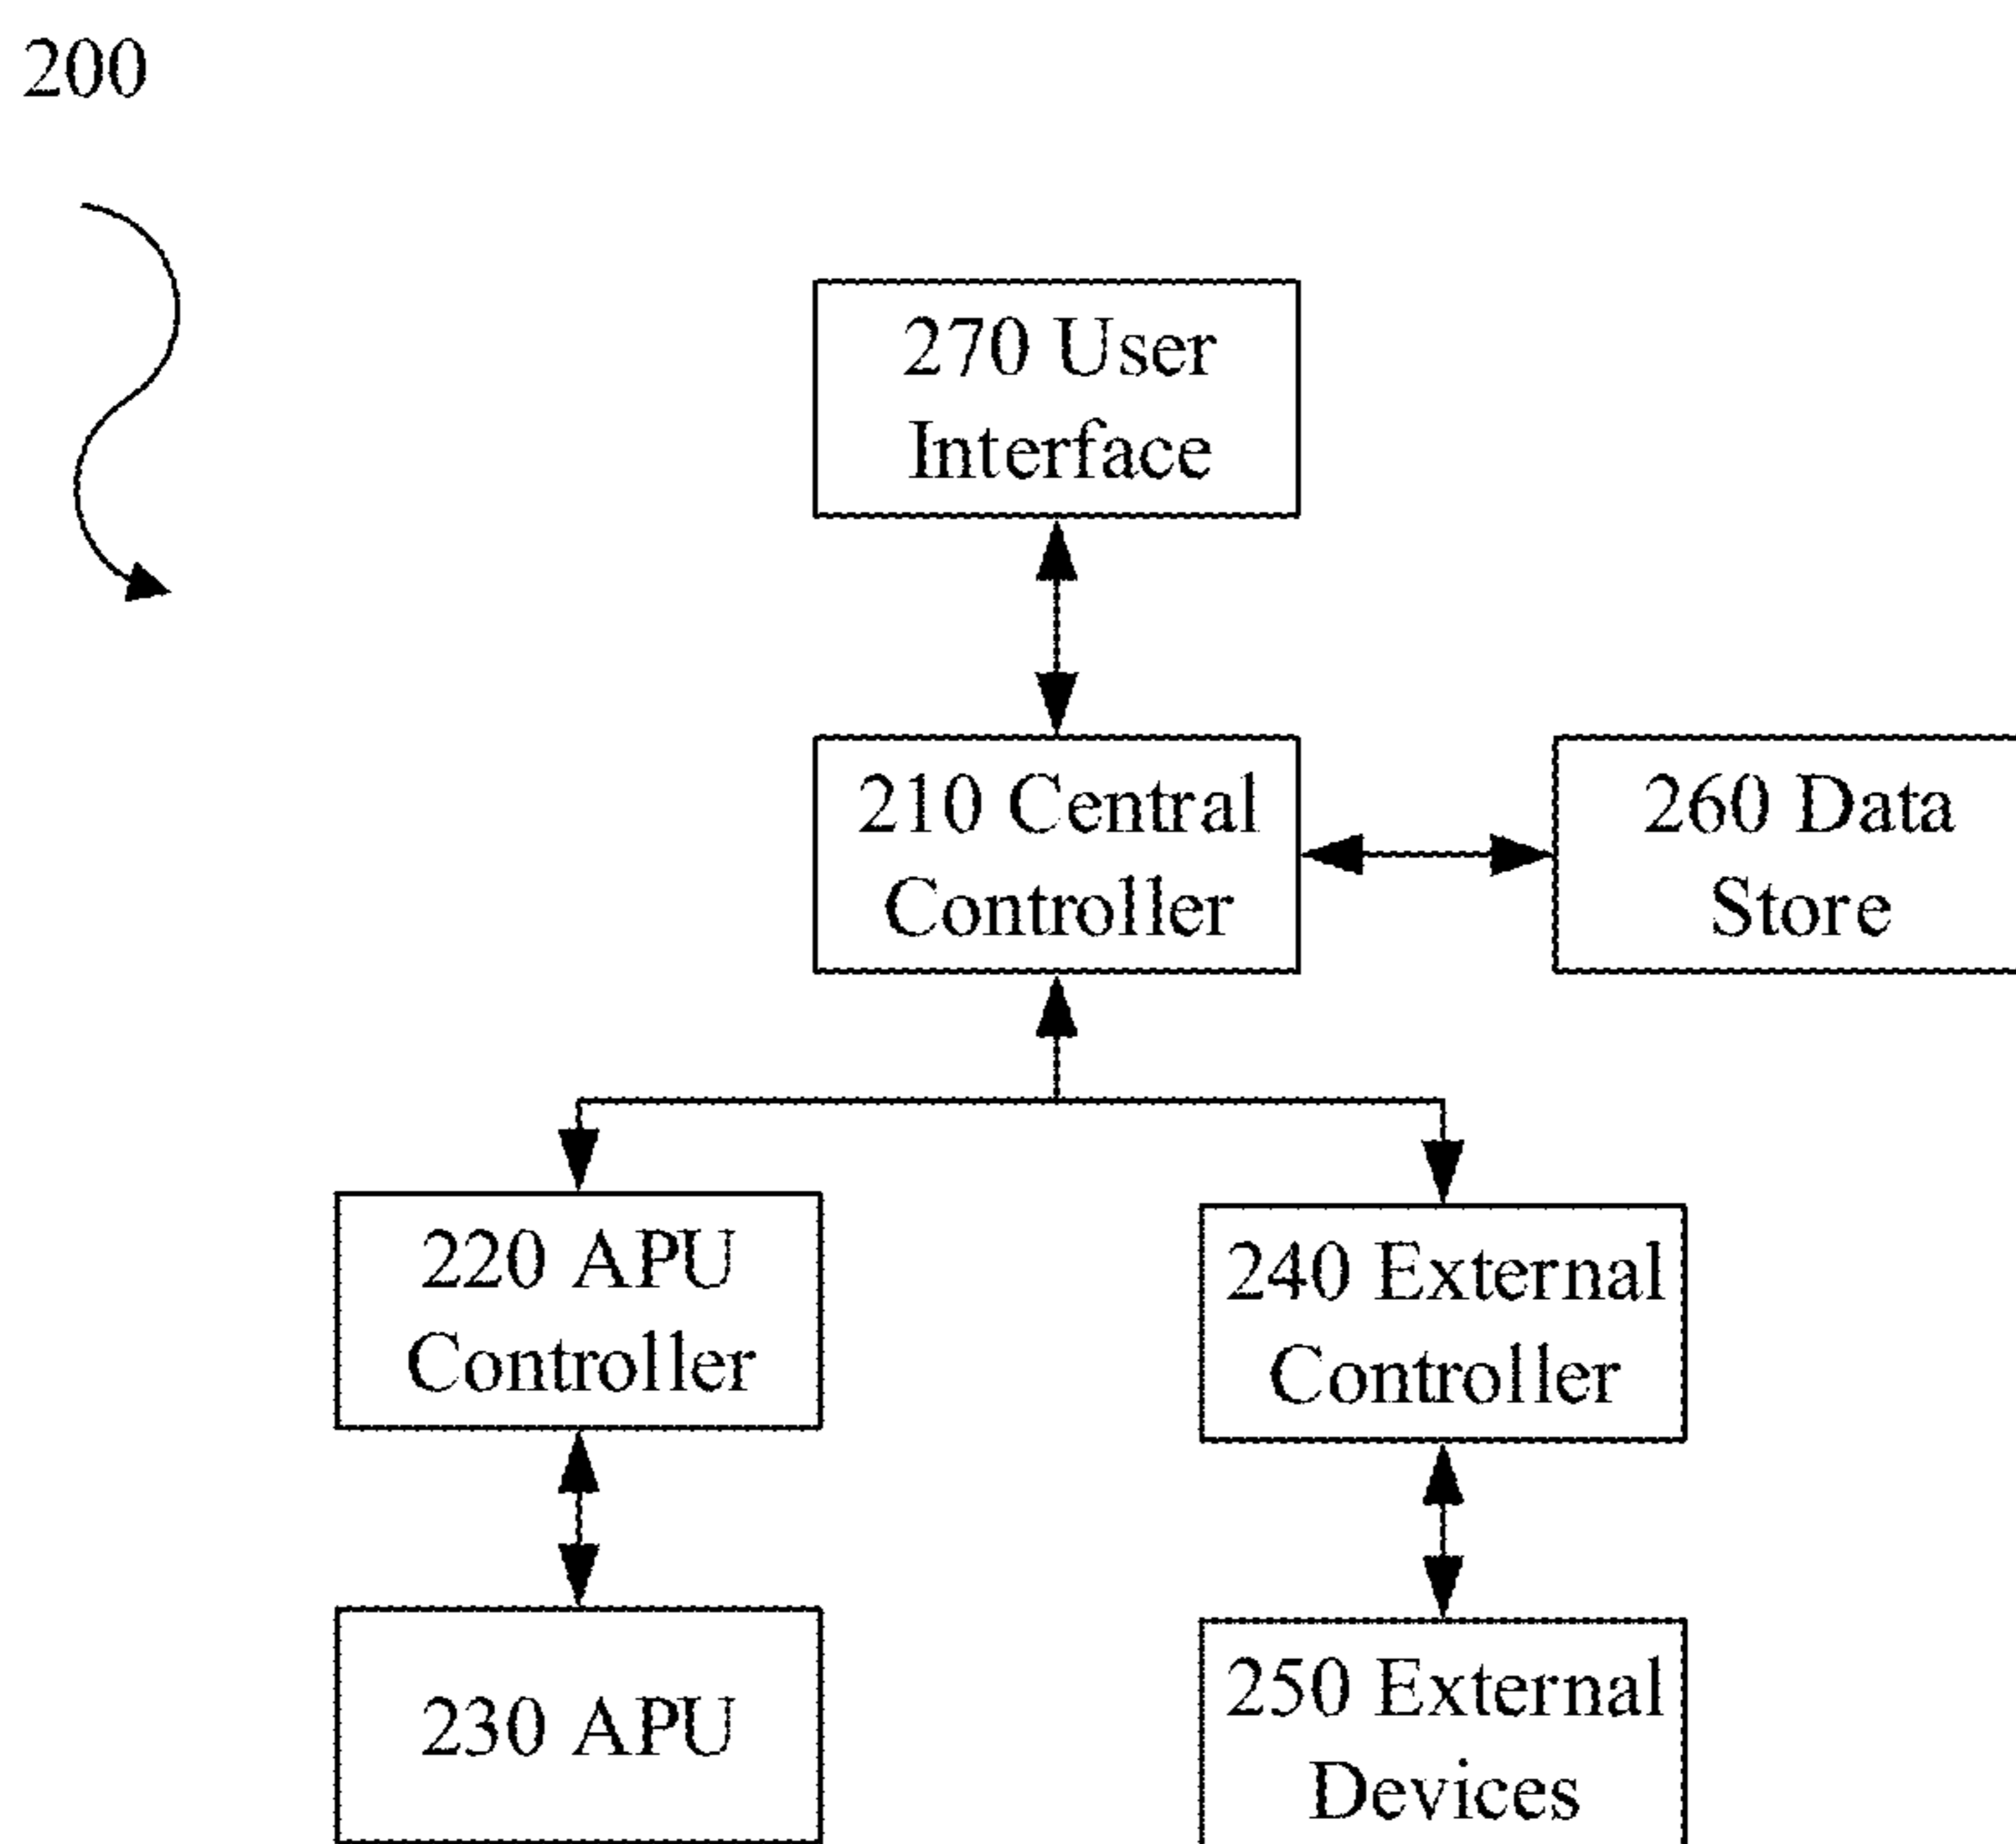 200
270 User
Interface
210 Central
Controller
260 Data
Store
220 APU
Controller
240 External
Controller
230 APU
250 External
Devices